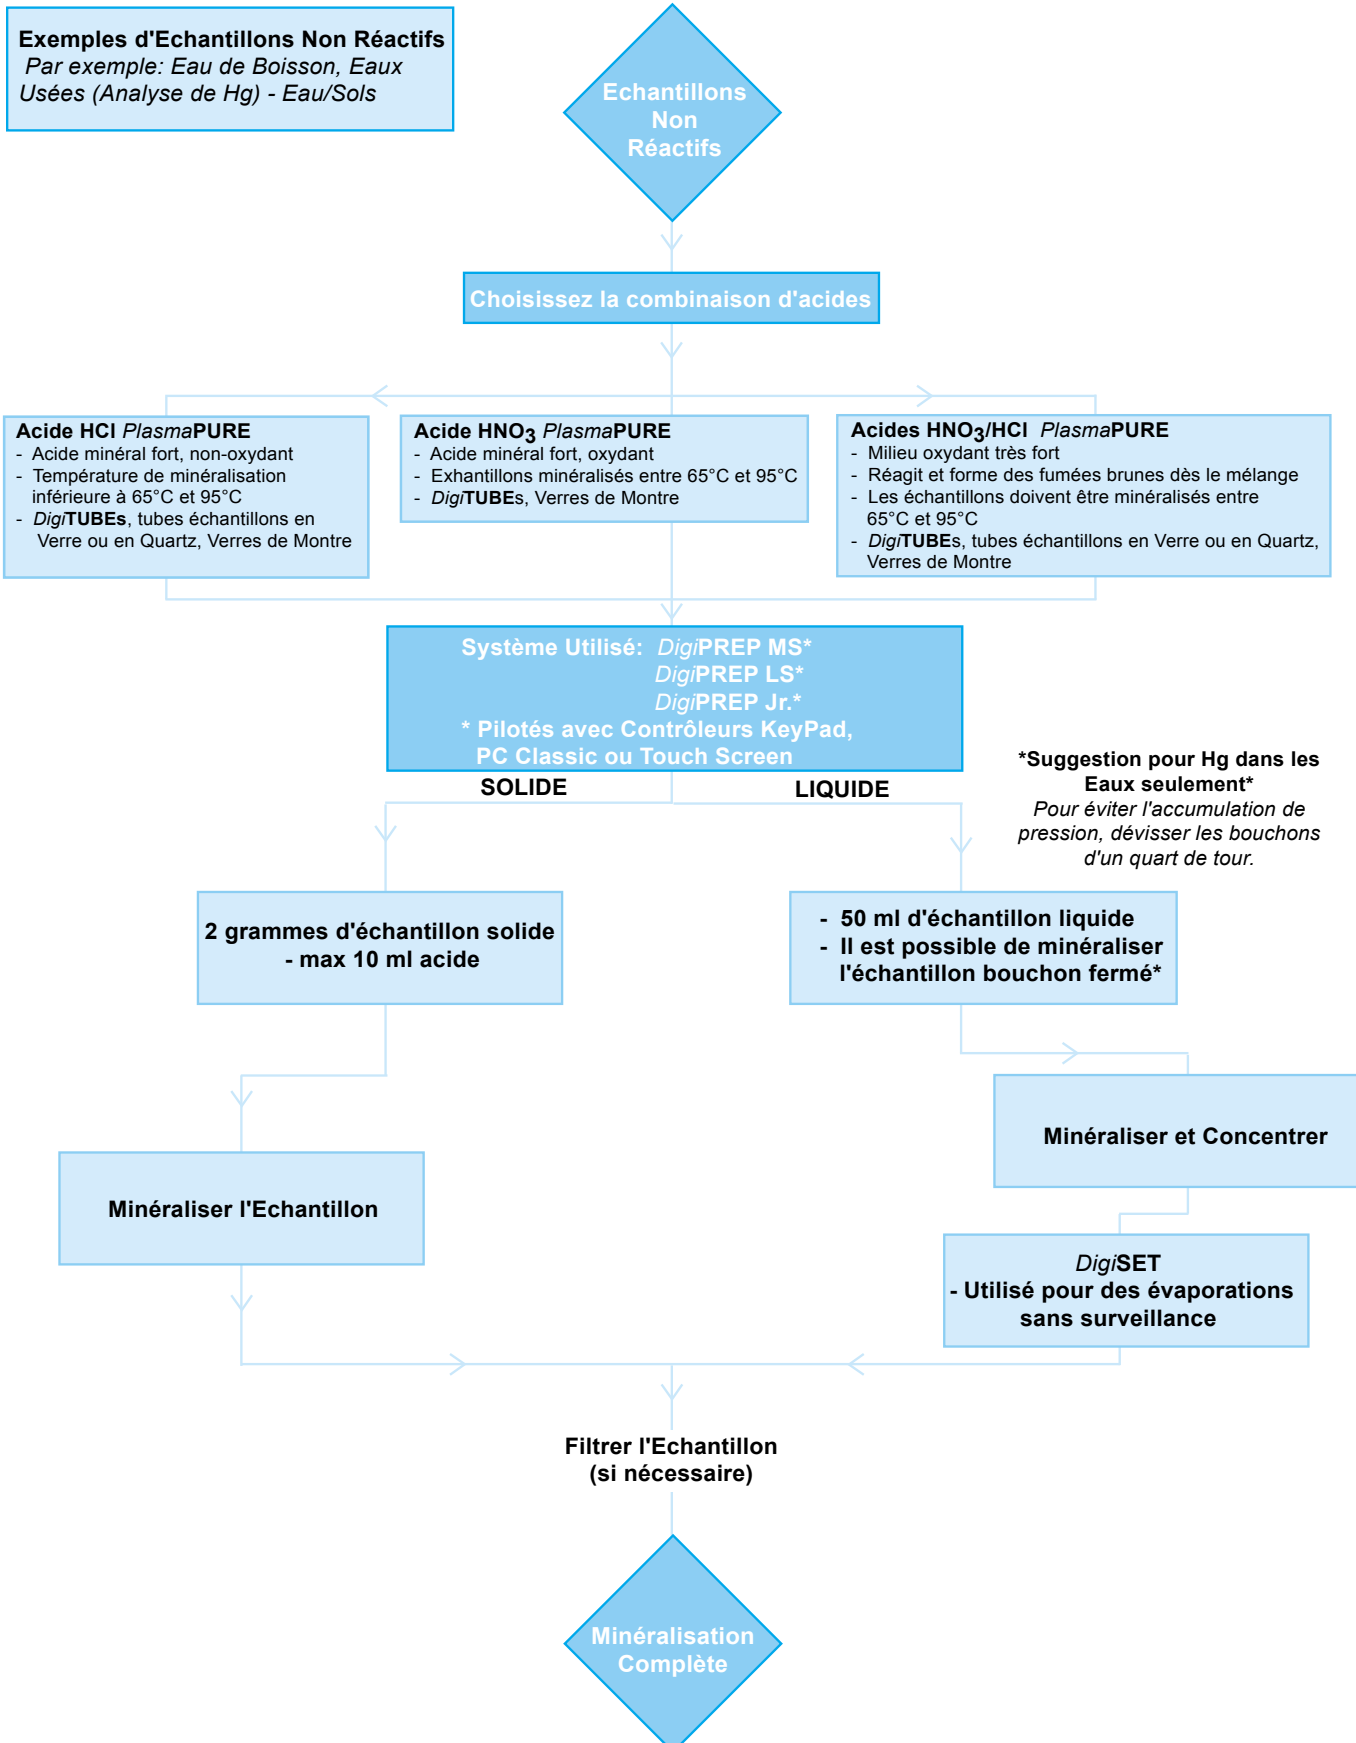 Exemples d'Echantillons Non Réactifs
Par exemple: Eau de Boisson, Eaux
Usées (Analyse de Hg) - Eau/Sols
Echantillons
Non
Réactifs
Choisissez la combinaison d'acides
Acide HCl PlasmaPURE
- Acide minéral fort, non-oxydant
- Température de minéralisation
inférieure à 65°C et 95°C
- DigiTUBEs, tubes échantillons en
Verre ou en Quartz, Verres de Montre
Acide HNO3 PlasmaPURE
- Acide minéral fort, oxydant
- Exhantillons minéralisés entre 65°C et 95°C
- DigiTUBEs, Verres de Montre
Acides HNO3/HCl PlasmaPURE
- Milieu oxydant très fort
- Réagit et forme des fumées brunes dès le mélange
- Les échantillons doivent être minéralisés entre
65°C et 95°C
- DigiTUBEs, tubes échantillons en Verre ou en Quartz,
Verres de Montre
Système Utilisé: DigiPREP MS*
DigiPREP LS*
DigiPREP Jr.*
* Pilotés avec Contrôleurs KeyPad,
PC Classic ou Touch Screen
SOLIDE
LIQUIDE
*Suggestion pour Hg dans les
Eaux seulement*
Pour éviter l'accumulation de
pression, dévisser les bouchons
d'un quart de tour.
2 grammes d'échantillon solide
- max 10 ml acide
- 50 ml d'échantillon liquide
- Il est possible de minéraliser
l'échantillon bouchon fermé*
Minéraliser et Concentrer
Minéraliser l'Echantillon
DigiSET
- Utilisé pour des évaporations
sans surveillance
Filtrer l'Echantillon
(si nécessaire)
Minéralisation
Complète